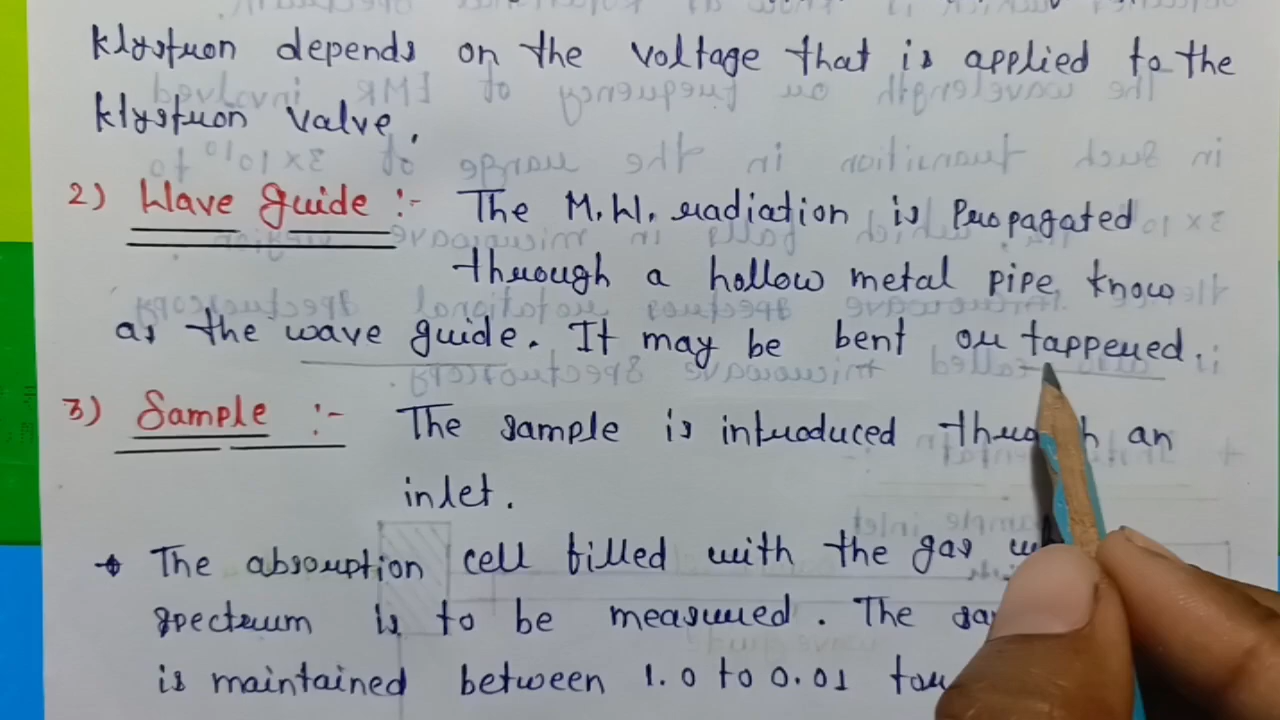 klystron depends on the voltage that is applied to the
klystron valve.
2) Wave guide :- The M.W. radiation is Propagated
through a hollow metal pipe know
as the wave guide. It may be bent or tappered.
3) Sample :- The sample is introduced through an
inlet.
The absorption cell filled with the gas
spectrum is to be measured. The
is maintained between 1.0 to 0.01